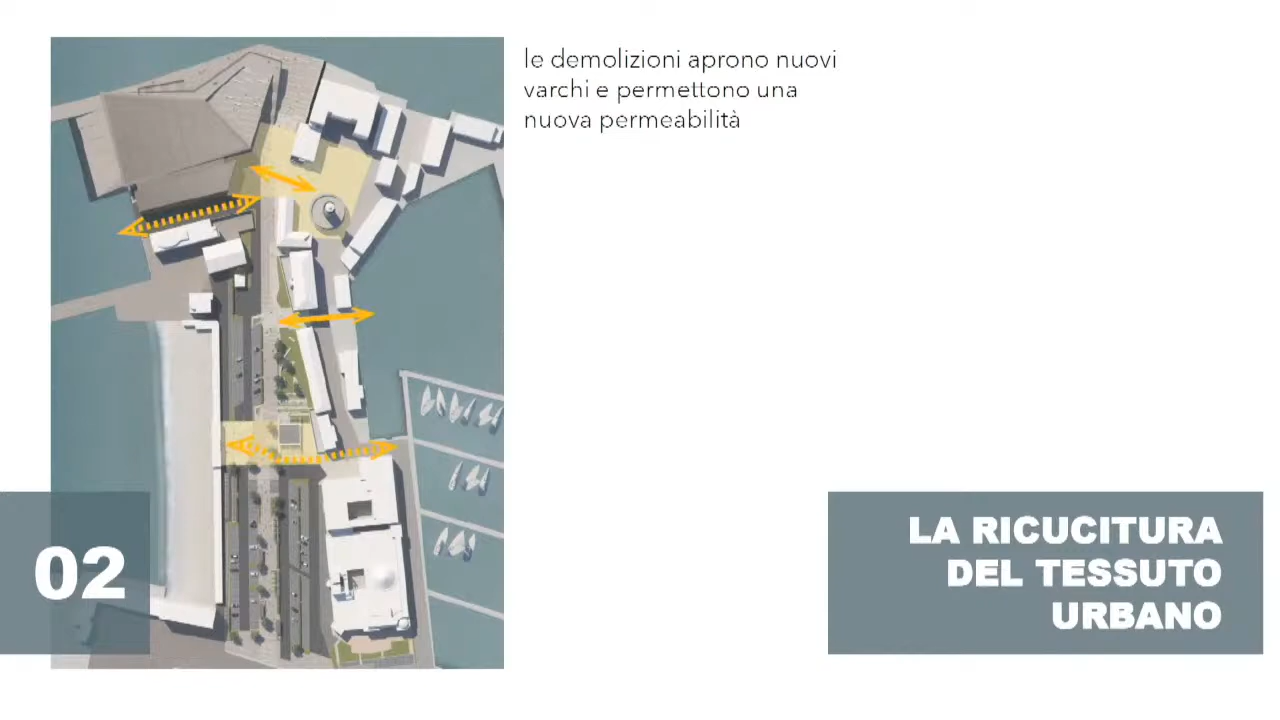 le demolizioni aprono nuovi
varchi e permettono una
nuova permeabilità
02
LA RICUCITURA
DEL TESSUTO
URBANO